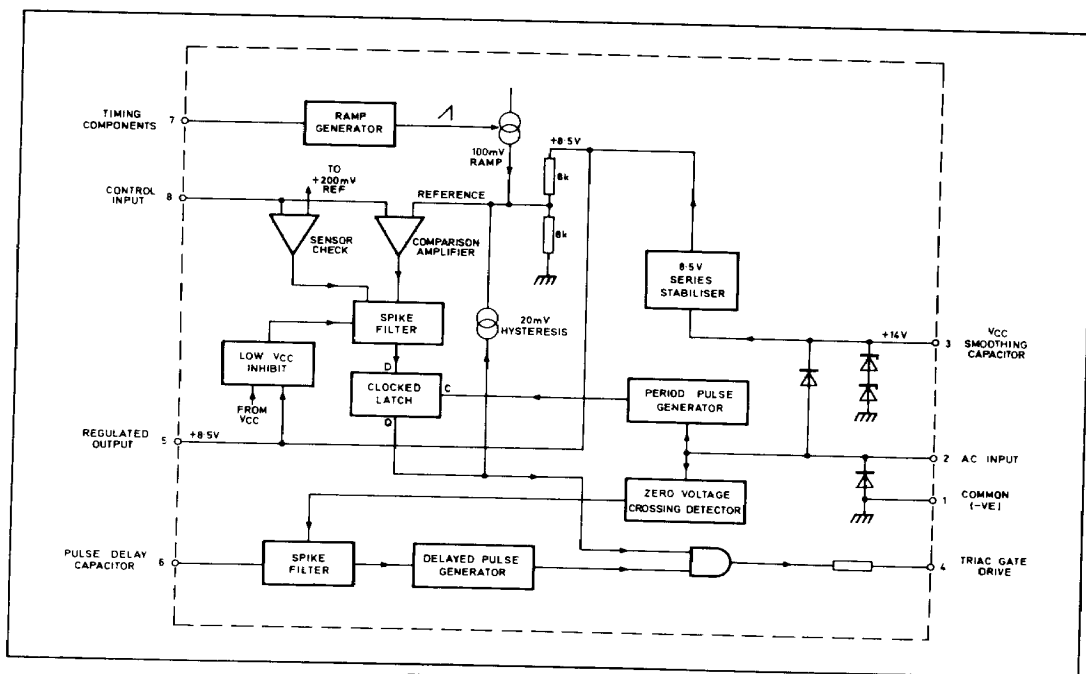 TIMING
COMPONENTS
7
RAMP
GENERATOR
100mV
RAMP
+8.5V
8k
8k
CONTROL
INPUT
8
TO
+200mV
REF
REFERENCE
SENSOR
CHECK
COMPARISON
AMPLIFIER
8.5V
SERIES
STABILISER
SPIKE
FILTER
20mV
HYSTERESIS
+14V
3
VCC
SMOOTHING
CAPACITOR
LOW VCC
INHIBIT
FROM
VCC
D
CLOCKED
LATCH
C
Q
PERIOD PULSE
GENERATOR
REGULATED
OUTPUT
5
+8.5V
2
AC INPUT
ZERO VOLTAGE
CROSSING DETECTOR
1
COMMON
(-VE)
PULSE DELAY
CAPACITOR
6
SPIKE
FILTER
DELAYED PULSE
GENERATOR
4
TRIAC GATE
DRIVE